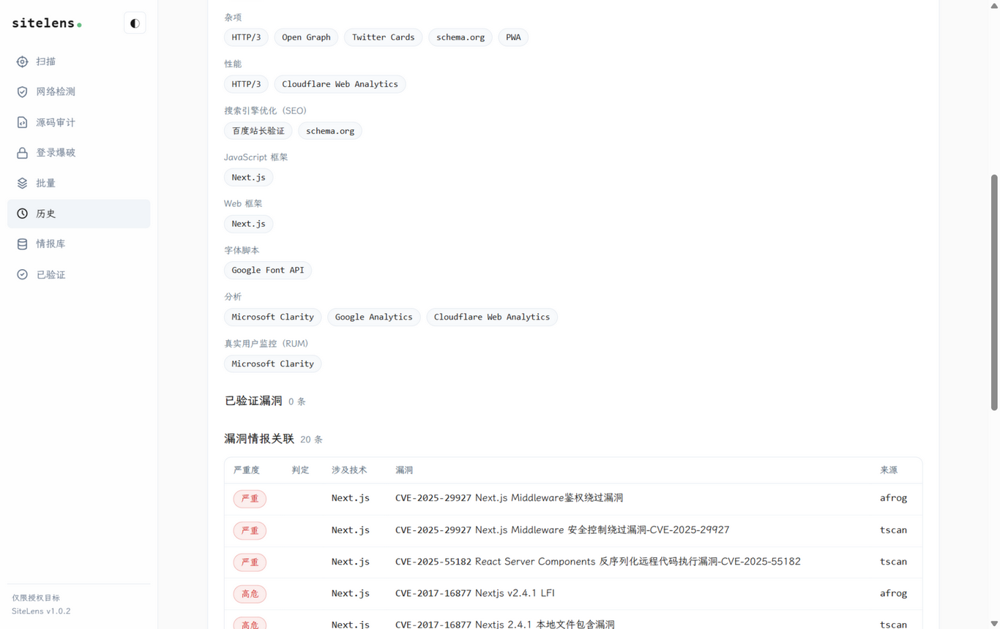 sitelens
扫描
网络检测
源码审计
登录爆破
批量
历史
情报库
已验证
仅限授权目标
SiteLens v1.0.2
杂项
HTTP/3 Open Graph Twitter Cards schema.org PWA
性能
HTTP/3 Cloudflare Web Analytics
搜索引擎优化（SEO）
百度站长验证 schema.org
JavaScript 框架
Next.js
Web 框架
Next.js
字体脚本
Google Font API
分析
Microsoft Clarity Google Analytics Cloudflare Web Analytics
真实用户监控（RUM）
Microsoft Clarity
已验证漏洞 0 条
漏洞情报关联 20 条
严重度 判定 涉及技术 漏洞 来源
严重 Next.js CVE-2025-29927 Next.js Middleware鉴权绕过漏洞 afrog
严重 Next.js CVE-2025-29927 Next.js Middleware 安全控制绕过漏洞-CVE-2025-29927 tscan
严重 Next.js CVE-2025-55182 React Server Components 反序列化远程代码执行漏洞-CVE-2025-55182 tscan
高危 Next.js CVE-2017-16877 Nextjs v2.4.1 LFI afrog
高危 Next.js CVE-2017-16877 Nextjs 2.4.1 本地文件包含漏洞 tscan